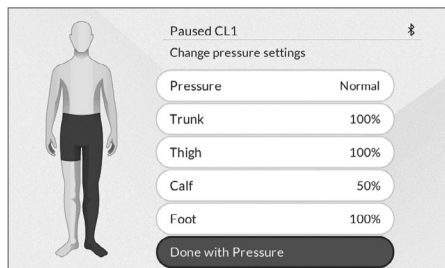 Paused CL1
Change pressure settings
Pressure Normal
Trunk 100%
Thigh 100%
Calf 50%
Foot 100%
Done with Pressure